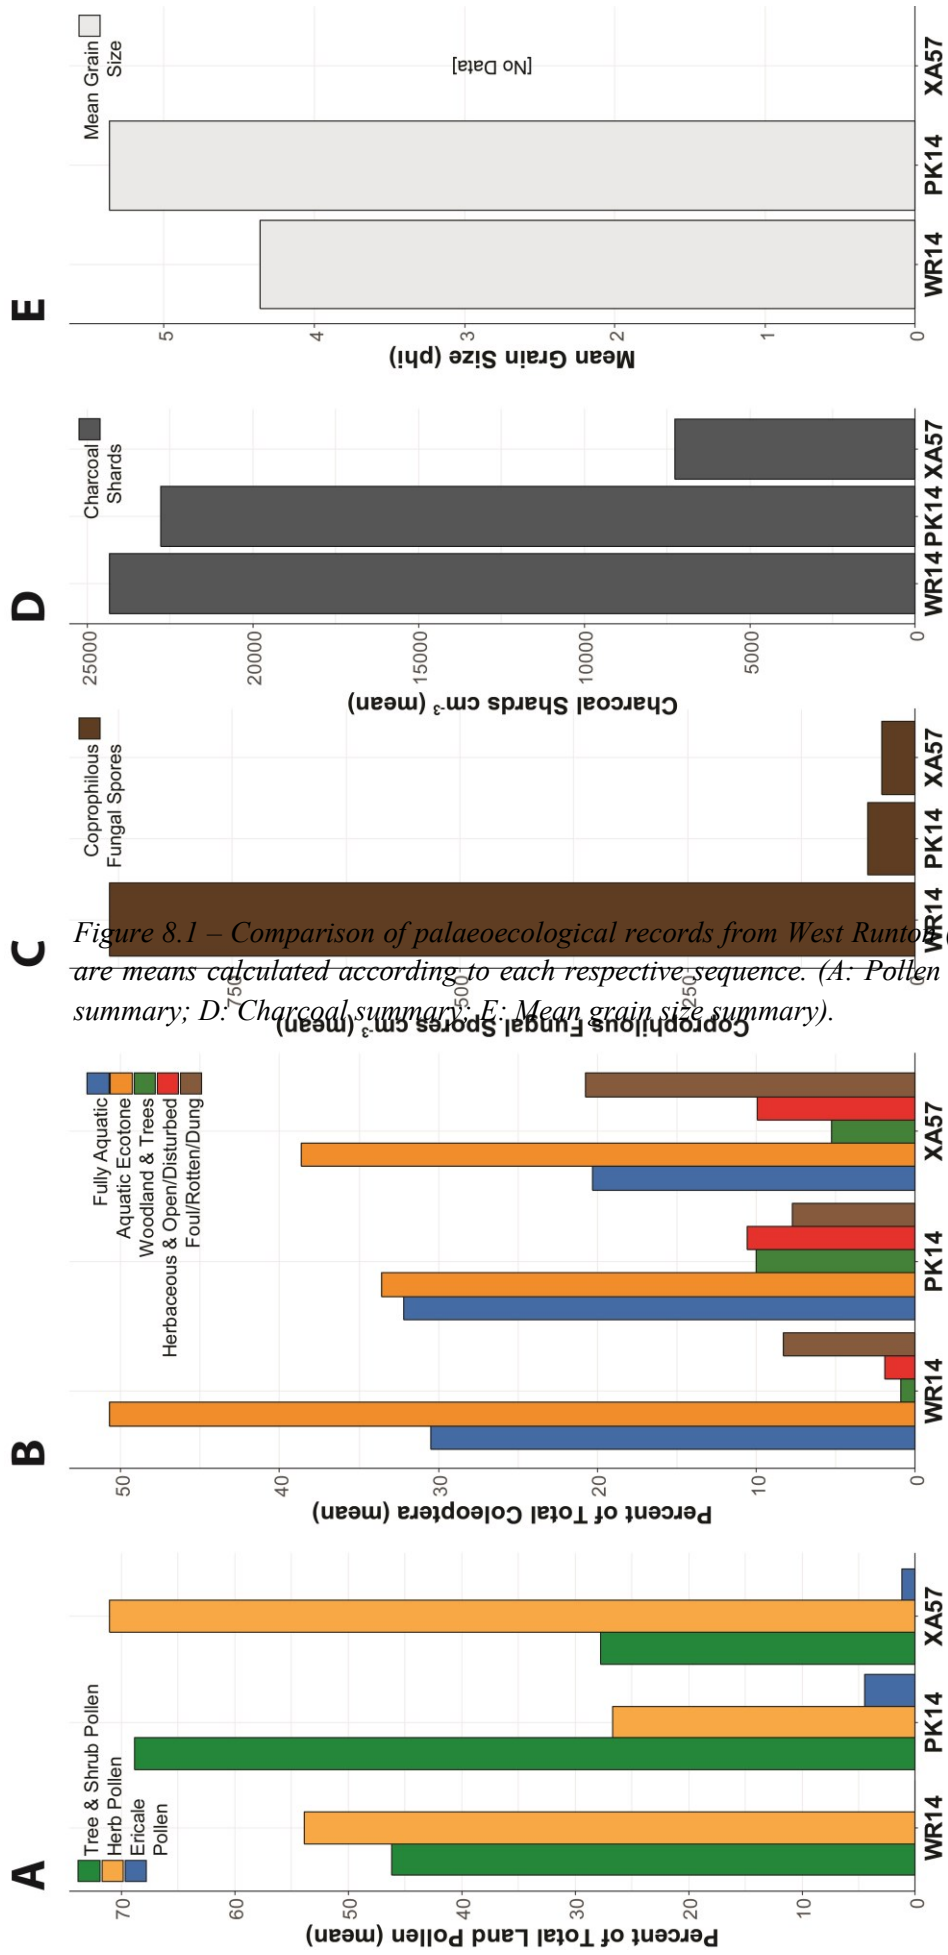 A
Tree & Shrub Pollen
Herb Pollen
Ericale
Pollen
Percent of Total Land Pollen (mean)
70
60
50
40
30
20
10
0
WR14
PK14
XA57
B
Fully Aquatic
Aquatic Ecotone
Woodland & Trees
Herbaceous & Open/Disturbed
Foul/Rotten/Dung
Percent of Total Coleoptera (mean)
50
40
30
20
10
0
WR14
PK14
XA57
C
Coprophilous
Fungal Spores
Coprophilous Fungal Spores cm-3 (mean)
750
500
250
0
WR14
PK14
XA57
D
Charcoal
Shards
Charcoal Shards cm-3 (mean)
25000
20000
15000
10000
5000
0
WR14
PK14
XA57
E
Mean Grain
Size
[No Data]
Mean Grain Size (phi)
5
4
3
2
1
0
WR14
PK14
XA57
Figure 8.1 – Comparison of palaeoecological records from West Runton
are means calculated according to each respective sequence. (A: Pollen
summary; D: Charcoal summary; E: Mean grain size summary).